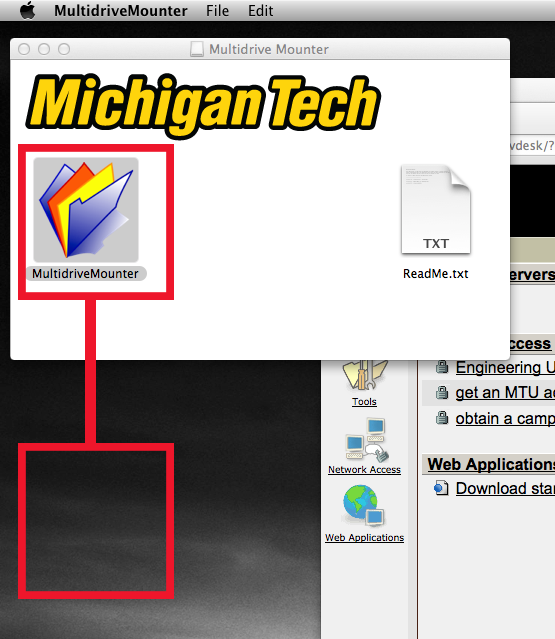 MultidriveMounter File Edit
Multidrive Mounter
Michigan Tech
vdesk/?
TXT
MultidriveMounter
ReadMe.txt
ervers
ccess
Engineering U
Tools
get an MTU ac
obtain a camp
Network Access
Web Applications
Download star
Web Applications